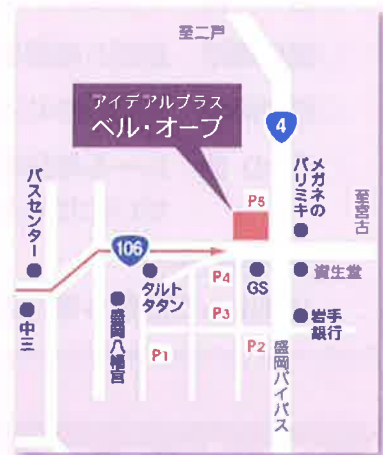 至二戸
アイデアルプラス
ベル・オーブ
4
メガネの
パリミキ
至宮古
P5
バスセンター
106
タルト
タタン
P4
GS
資生堂
中三
盛岡八幡宮
P3
岩手
銀行
P1
P2
盛岡バイパス